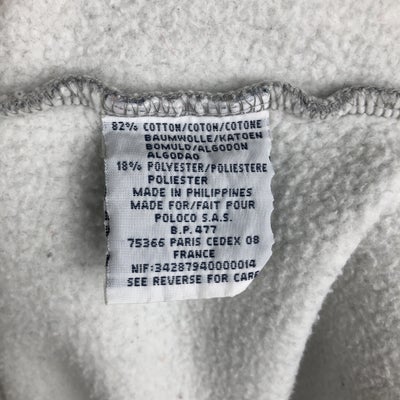 82% COTTON/COTON/COTONE
BAUMWOLLE/KATOEN
BOMULD/ALGODON
ALGODAO
18% POLYESTER/POLIESTERE
POLIESTER
MADE IN PHILIPPINES
MADE FOR/FAIT POUR
POLOCO S.A.S.
B.P. 477
75366 PARIS CEDEX 08
FRANCE
NIF:34287940000014
SEE REVERSE FOR CARE